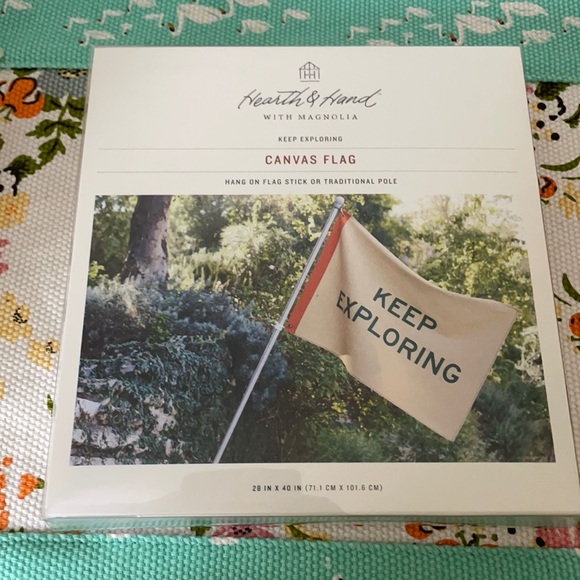 Hearth & Hand
WITH MAGNOLIA
KEEP EXPLORING
CANVAS FLAG
HANG ON FLAG STICK OR TRADITIONAL POLE
KEEP
EXPLORING
28 IN X 40 IN (71.1 CM X 101.6 CM)